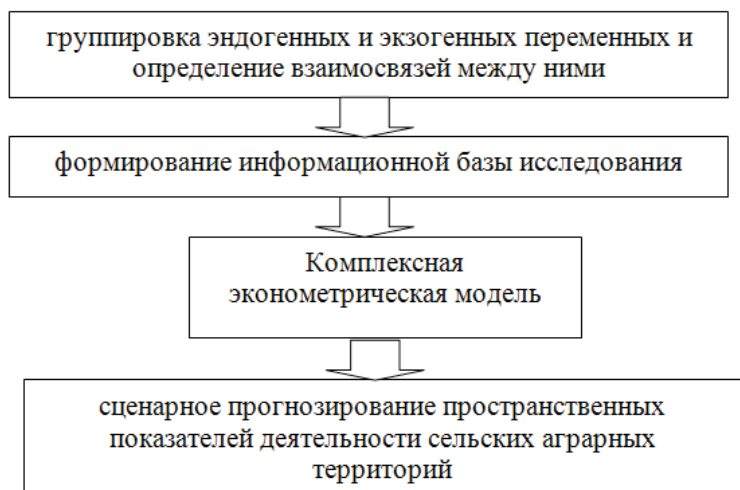 группировка эндогенных и экзогенных переменных и
определение взаимосвязей между ними
формирование информационной базы исследования
Комплексная
эконометрическая модель
сценарное прогнозирование пространственных
показателей деятельности сельских аграрных
территорий